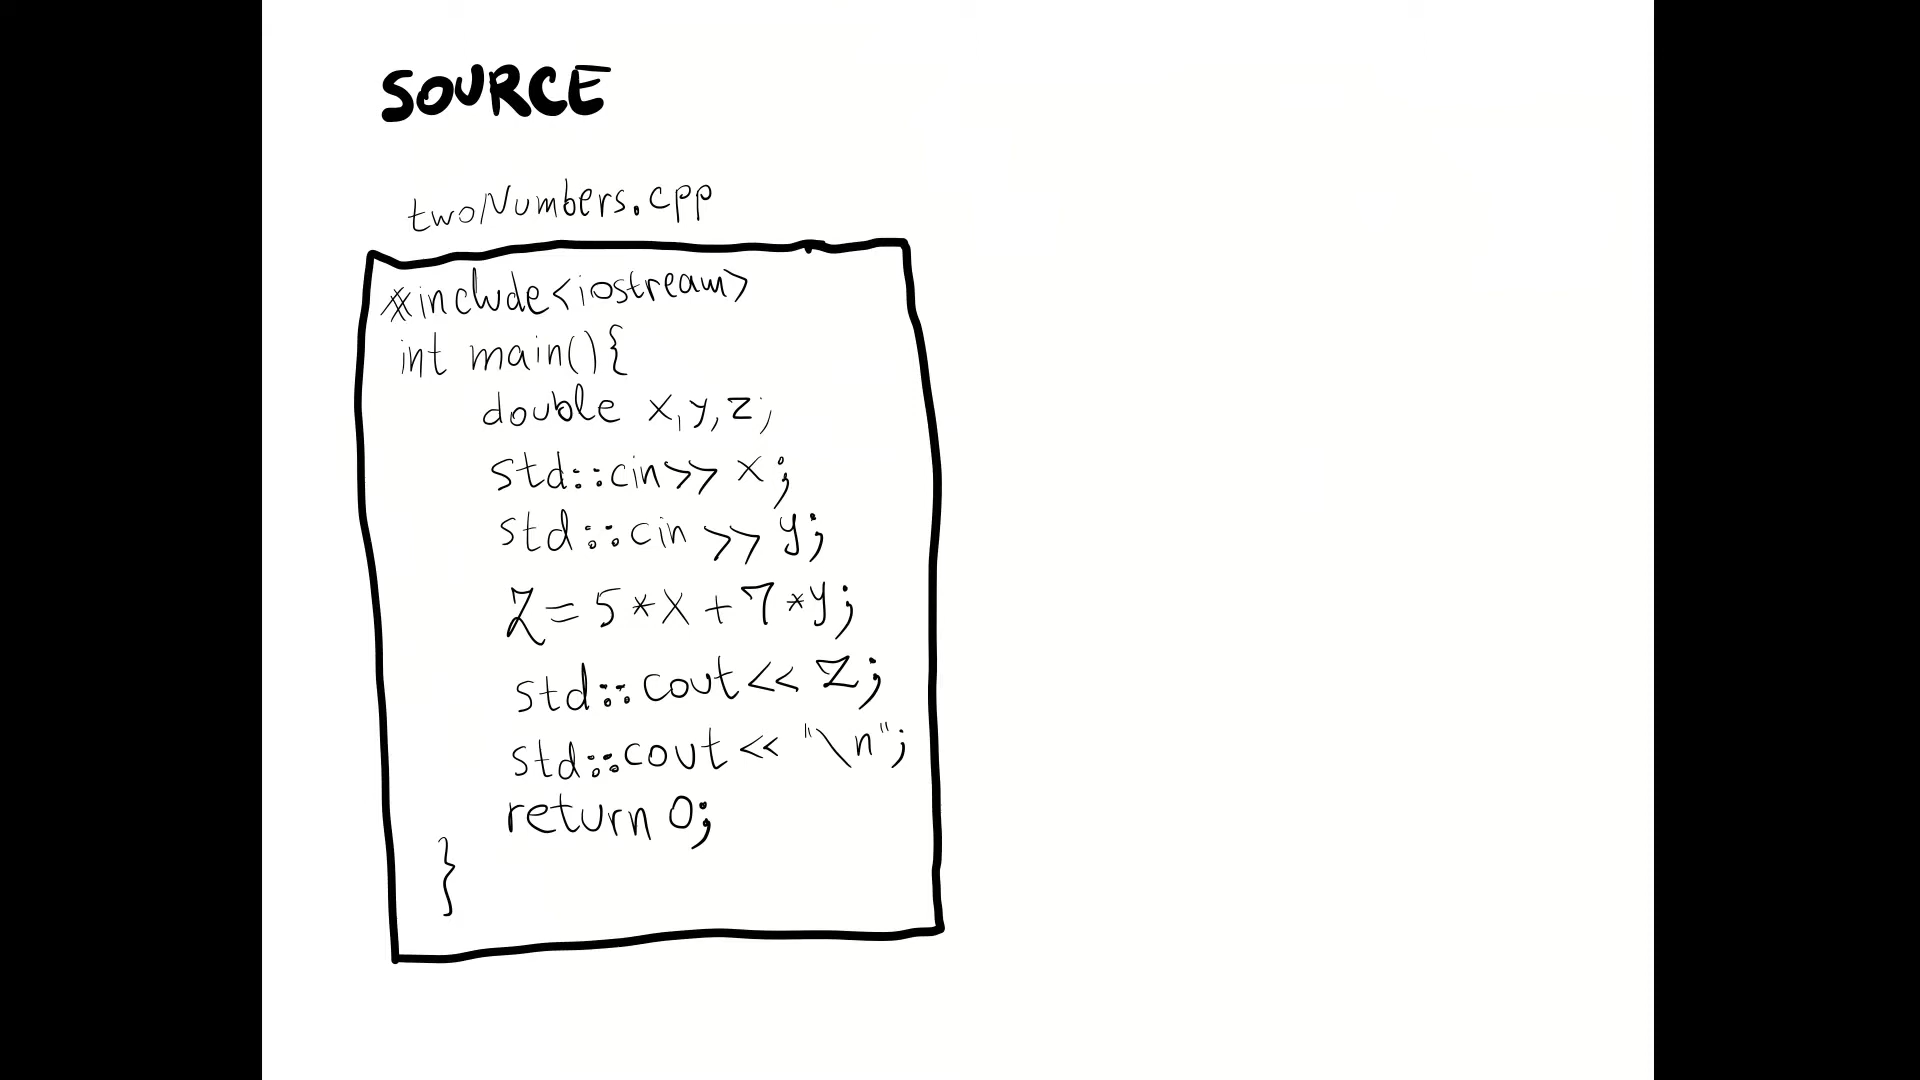 SOURCE
twoNumbers.cpp
#include<iostream>
int main(){
double x,y,z;
std::cin>> x;
std::cin >> y;
z=5*x+7*y;
std::cout<< z;
std::cout<< "\n";
return 0;
}